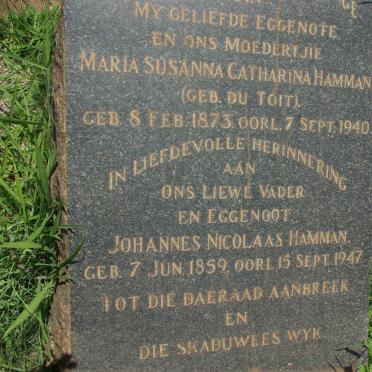 MY GELIEFDE EGGENOTE
EN ONS MOEDERTJIE
MARIA SUSANNA CATHARINA HAMMAN
(GEB. DU TOIT).
GEB 8 FEB. 1873. OORL. 7 SEPT. 1940.
IN LIEFDEVOLLE HERINNERING
AAN
ONS LIEWE VADER
EN EGGENOOT.
JOHANNES NICOLAAS HAMMAN.
GEB. 7 JUN. 1859, OORL. 15 SEPT. 1947
TOT DIE DAERAAD AANBREEK
EN
DIE SKADUWEES WYK